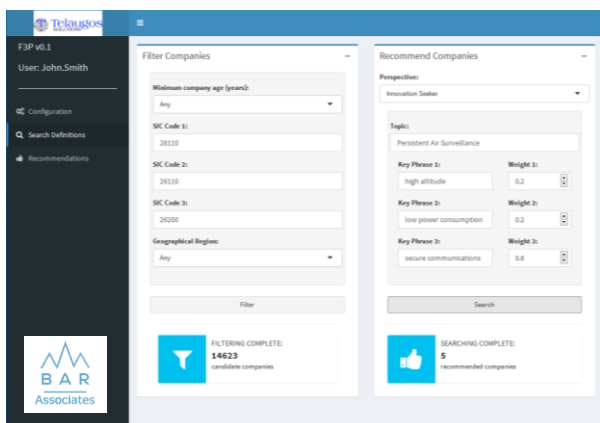 Telaugos
SOLUTIONS
F3P v0.1
User: John.Smith
Configuration
Search Definitions
Recommendations
BAR
Associates
Filter Companies
Minimum company age (years):
Any
SIC Code 1:
28110
SIC Code 2:
26110
SIC Code 3:
26200
Geographical Region:
Any
Filter
FILTERING COMPLETE:
14623
candidate companies
Recommend Companies
Perspective:
Innovation Seeker
Topic:
Persistent Air Surveillance
Key Phrase 1: Weight 1:
high altitude 0.2
Key Phrase 2: Weight 2:
low power consumption 0.2
Key Phrase 3: Weight 3:
secure communications 0.6
Search
SEARCHING COMPLETE:
5
recommended companies